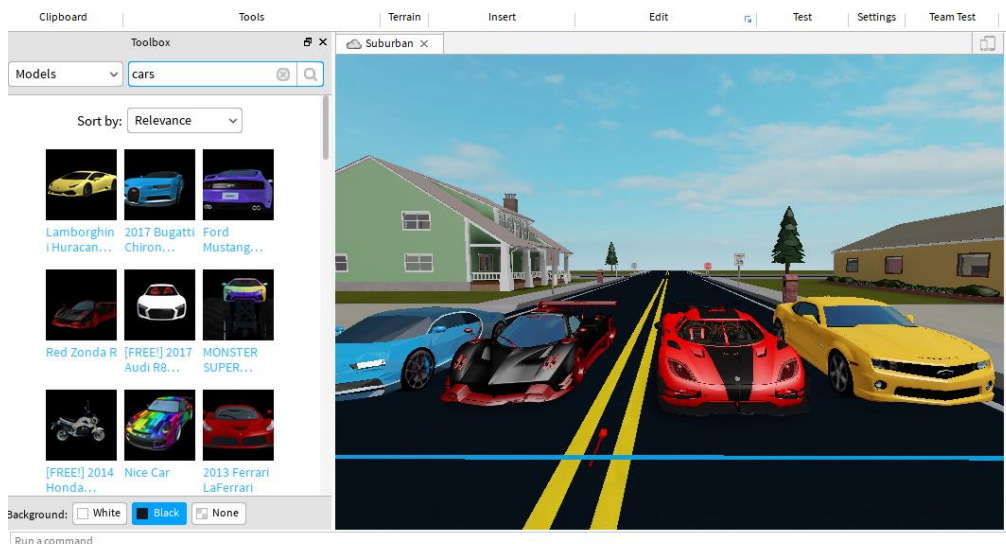 Clipboard
Tools
Terrain
Insert
Edit
Test
Settings
Team Test
Toolbox
Suburban
Models
cars
Sort by:
Relevance
Lamborghin
i Huracan...
2017 Bugatti
Chiron...
Ford
Mustang...
Red Zonda R
[FREE!] 2017
Audi R8...
MONSTER
SUPER...
[FREE!] 2014
Honda...
Nice Car
2013 Ferrari
LaFerrari
Background:
White
Black
None
Run a command